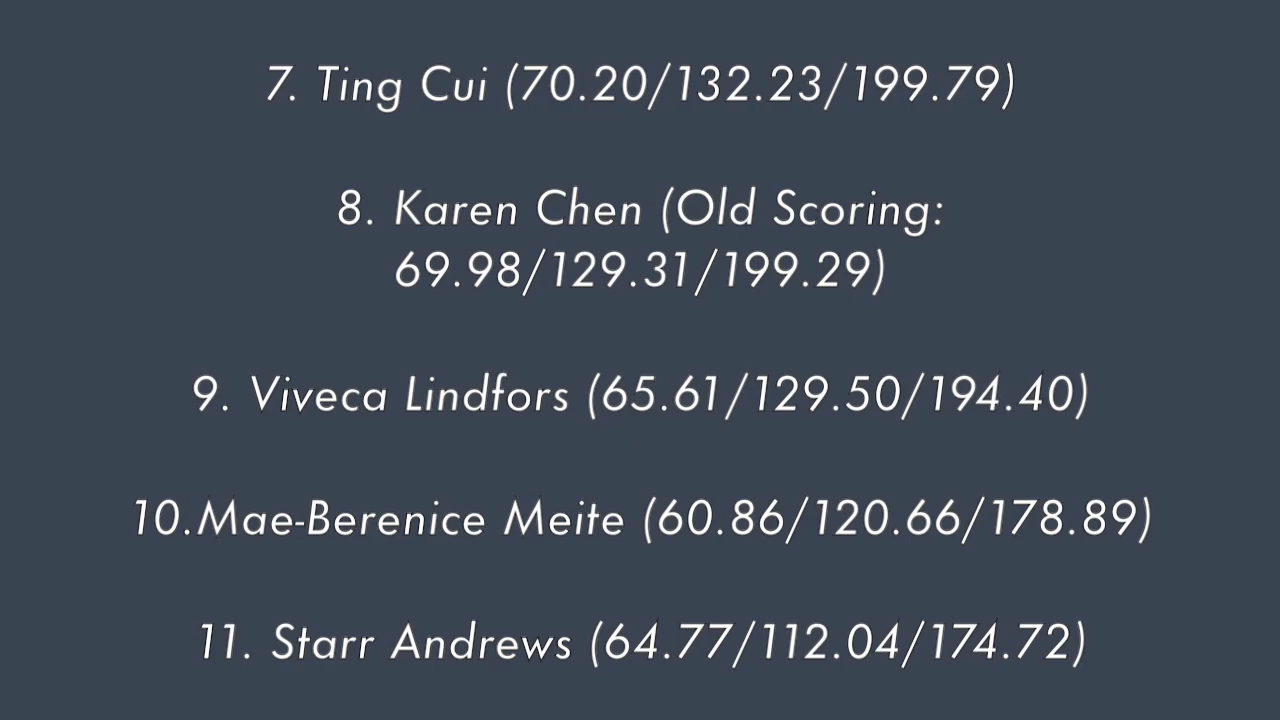 7. Ting Cui (70.20/132.23/199.79)
8. Karen Chen (Old Scoring:
69.98/129.31/199.29)
9. Viveca Lindfors (65.61/129.50/194.40)
10.Mae-Berenice Meite (60.86/120.66/178.89)
11. Starr Andrews (64.77/112.04/174.72)